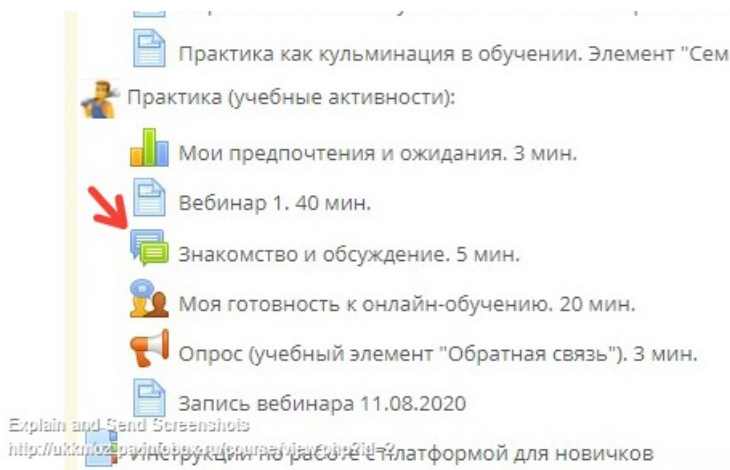 Практика как кульминация в обучении. Элемент "Сем
Практика (учебные активности):
Мои предпочтения и ожидания. 3 мин.
Вебинар 1. 40 мин.
Знакомство и обсуждение. 5 мин.
Моя готовность к онлайн-обучению. 20 мин.
Опрос (учебный элемент "Обратная связь"). 3 мин.
Запись вебинара 11.08.2020
Explain and Send Screenshots
Инструкции по работе с платформой для новичков